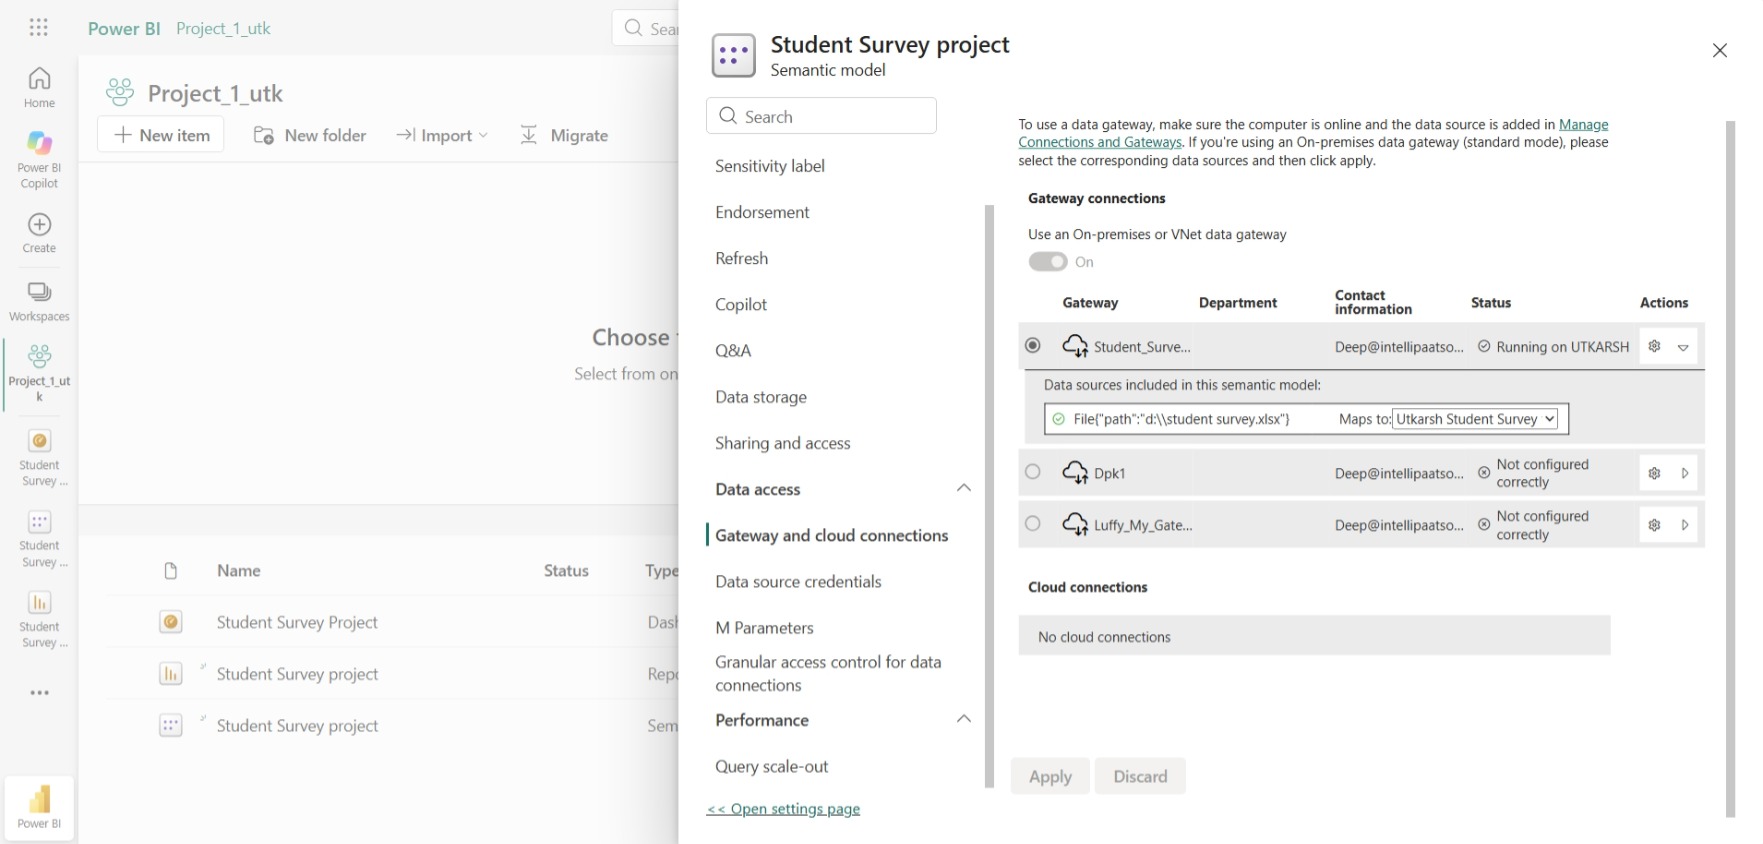 Power BI Project_1_utk
Home
Power BI
Copilot
Create
Workspaces
Project_1_ut
k
Student
Survey ...
Student
Survey ...
Student
Survey ...
Power BI
Sear
Project_1_utk
New item New folder Import Migrate
Choose
Select from on
Name Status Type
Student Survey Project Dash
Student Survey project Repo
Student Survey project Sem
Student Survey project
Semantic model
Search
Sensitivity label
Endorsement
Refresh
Copilot
Q&A
Data storage
Sharing and access
Data access
Gateway and cloud connections
Data source credentials
M Parameters
Granular access control for data
connections
Performance
Query scale-out
<< Open settings page
To use a data gateway, make sure the computer is online and the data source is added in Manage
Connections and Gateways. If you're using an On-premises data gateway (standard mode), please
select the corresponding data sources and then click apply.
Gateway connections
Use an On-premises or VNet data gateway
On
Gateway Department Contact information Status Actions
Student_Surve... Deep@intellipaatso... Running on UTKARSH
Data sources included in this semantic model:
File{"path":"d:\\student survey.xlsx"} Maps to: Utkarsh Student Survey
Dpk1 Deep@intellipaatso... Not configured correctly
Luffy_My_Gate... Deep@intellipaatso... Not configured correctly
Cloud connections
No cloud connections
Apply Discard